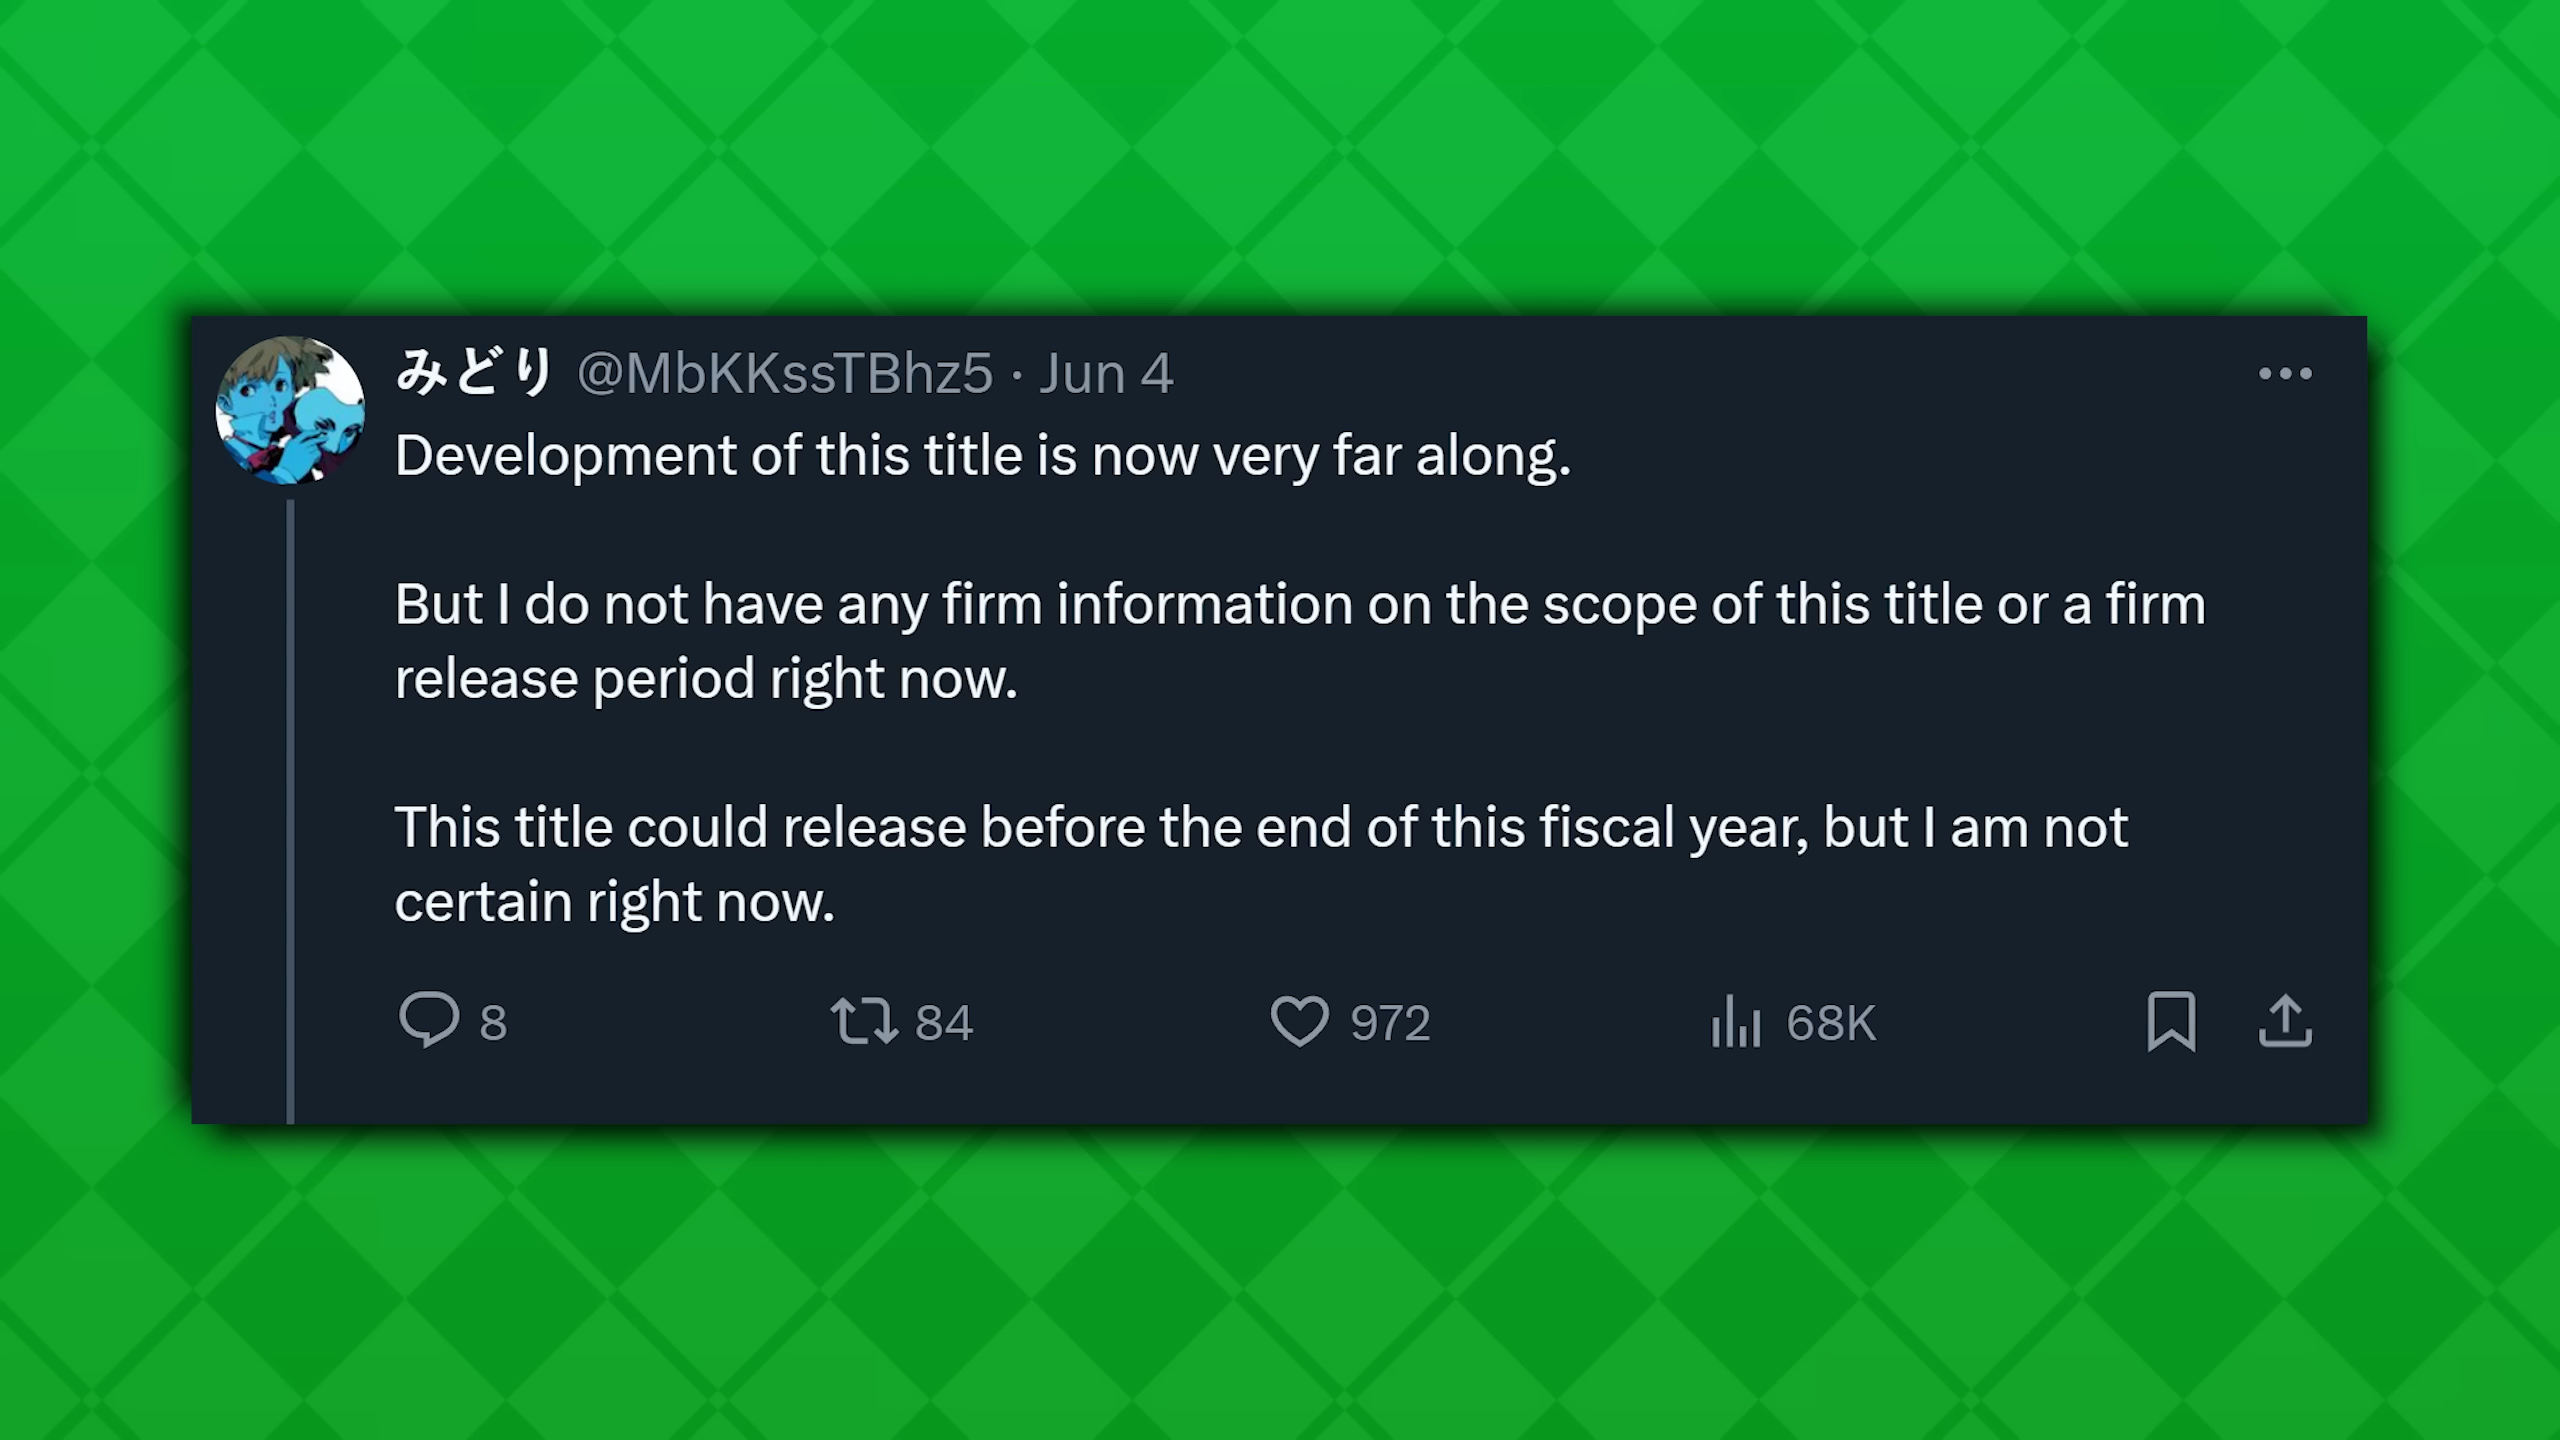 みどり @MbKKssTBhz5 · Jun 4
Development of this title is now very far along.
But I do not have any firm information on the scope of this title or a firm
release period right now.
This title could release before the end of this fiscal year, but I am not
certain right now.
8 84 972 68K